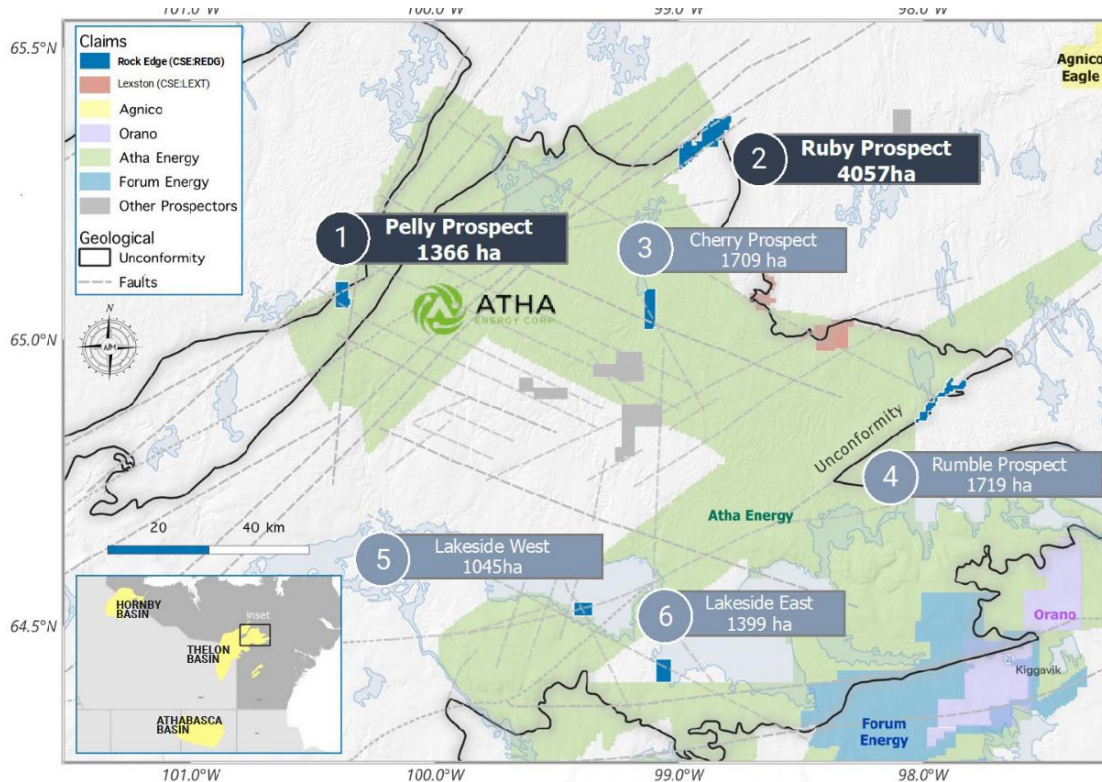 101.0°W 100.0°W 99.0°W 98.0°W
65.5°N
Claims
Rock Edge (CSE:REDG)
Lexston (CSE:LEXT)
Agnico
Orano
Atha Energy
Forum Energy
Other Prospectors
Geological
Unconformity
Faults
Agnico
Eagle
2
Ruby Prospect
4057ha
1
Pelly Prospect
1366 ha
3
Cherry Prospect
1709 ha
N
ATHA
ENERGY CORP
65.0°N
Unconformity
4
Rumble Prospect
1719 ha
Atha Energy
20 40 km
5
Lakeside West
1045ha
6
Lakeside East
1399 ha
64.5°N
HORNBY
BASIN
Inset
THELON
BASIN
ATHABASCA
BASIN
Orano
Kiggavik
Forum
Energy
101.0°W 100.0°W 99.0°W 98.0°W